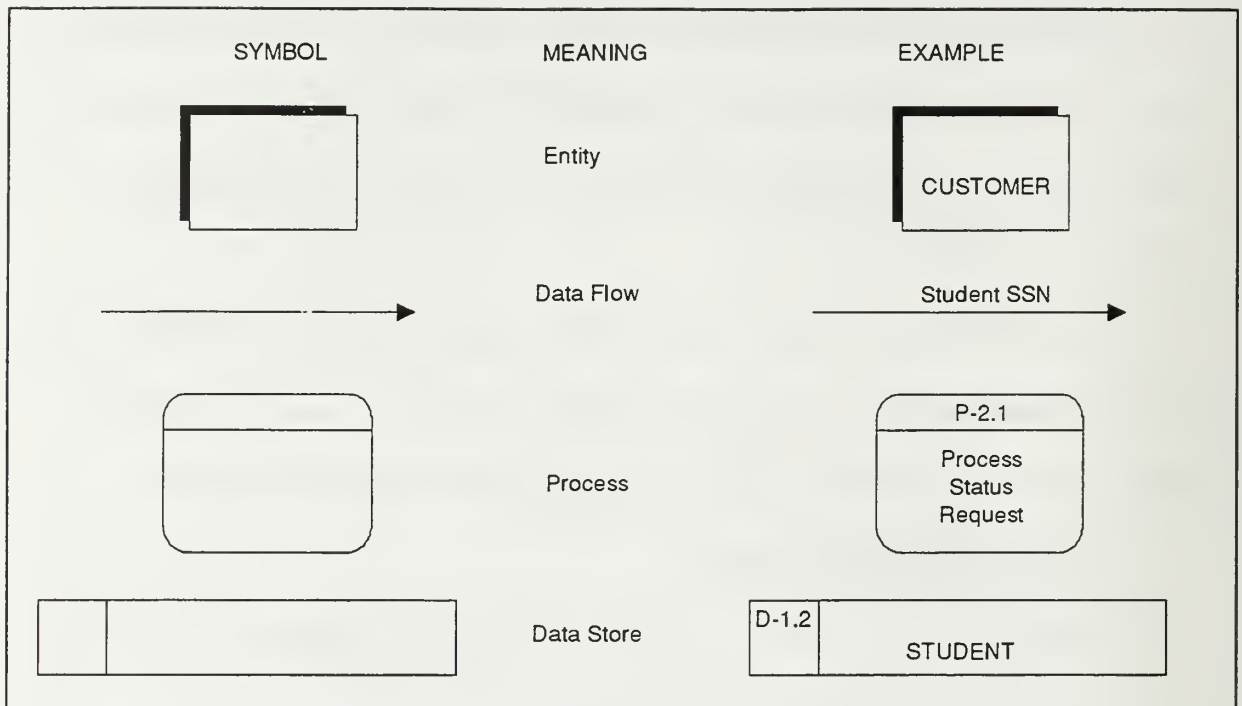 SYMBOL MEANING EXAMPLE
Entity
CUSTOMER
Data Flow
Student SSN
P-2.1
Process
Status
Request
Process
D-1.2
Data Store
STUDENT